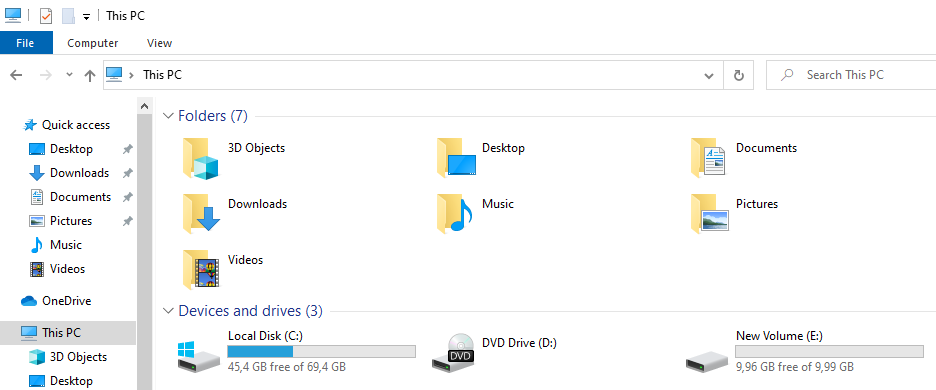 This PC
File Computer View
This PC Search This PC
Quick access
Desktop
Downloads
Documents
Pictures
Music
Videos
OneDrive
This PC
3D Objects
Desktop
Folders (7)
3D Objects
Desktop
Documents
Downloads
Music
Pictures
Videos
Devices and drives (3)
Local Disk (C:)
45,4 GB free of 69,4 GB
DVD
DVD Drive (D:)
New Volume (E:)
9,96 GB free of 9,99 GB